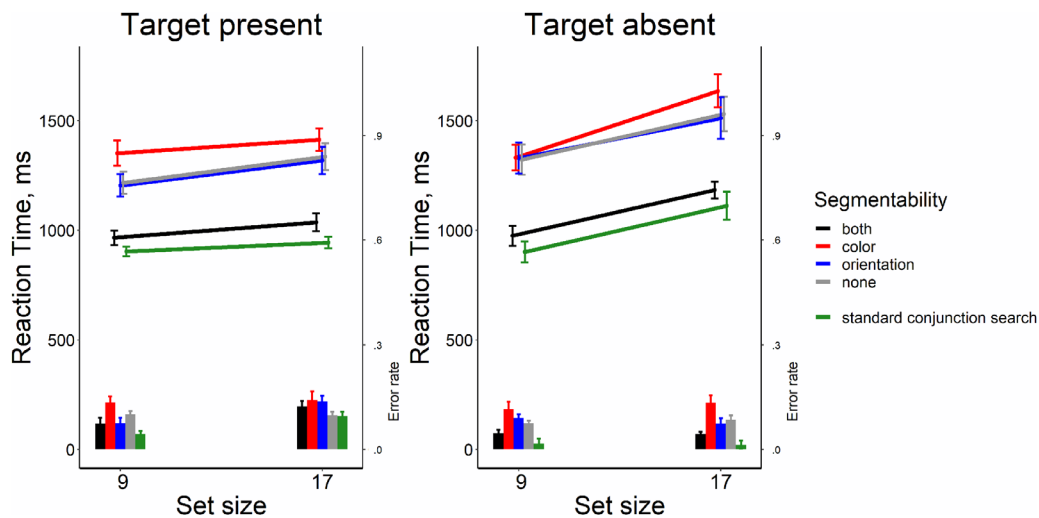 Target present
Target absent
Reaction Time, ms
1500
1000
500
0
.9
.6
.3
.0
Error rate
9
17
Set size
Reaction Time, ms
1500
1000
500
0
.9
.6
.3
.0
Error rate
9
17
Set size
Segmentability
both
color
orientation
none
standard conjunction search